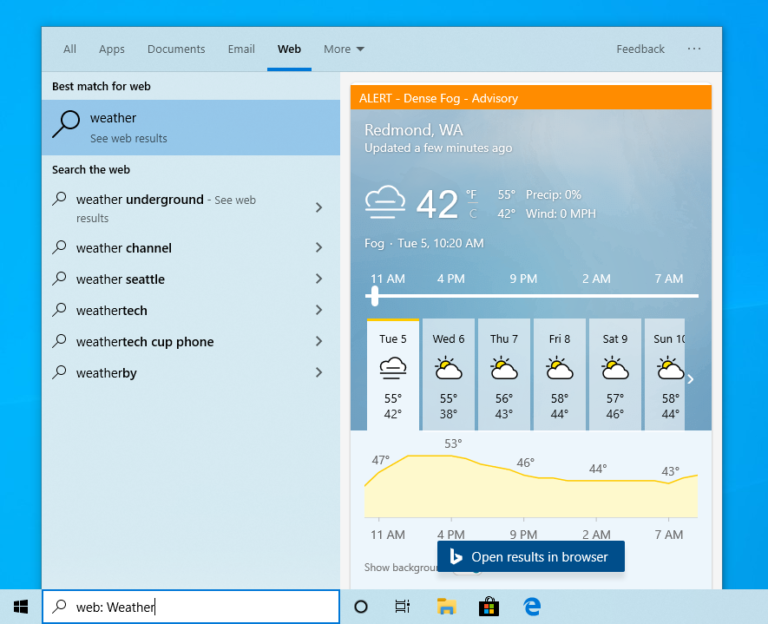 All Apps Documents Email Web More Feedback ...
Best match for web
weather
See web results
Search the web
weather underground - See web
results
weather channel
weather seattle
weathertech
weathertech cup phone
weatherby
ALERT - Dense Fog - Advisory
Redmond, WA
Updated a few minutes ago
42 °F 55° Precip: 0%
C 42° Wind: 0 MPH
Fog · Tue 5, 10:20 AM
11 AM 4 PM 9 PM 2 AM 7 AM
Tue 5 Wed 6 Thu 7 Fri 8 Sat 9 Sun 10
55° 55° 56° 58° 57° 58°
42° 38° 43° 44° 46° 44°
47° 53° 46° 44° 43°
11 AM 4 PM 9 PM 2 AM 7 AM
Open results in browser
Show backgrou
web: Weather